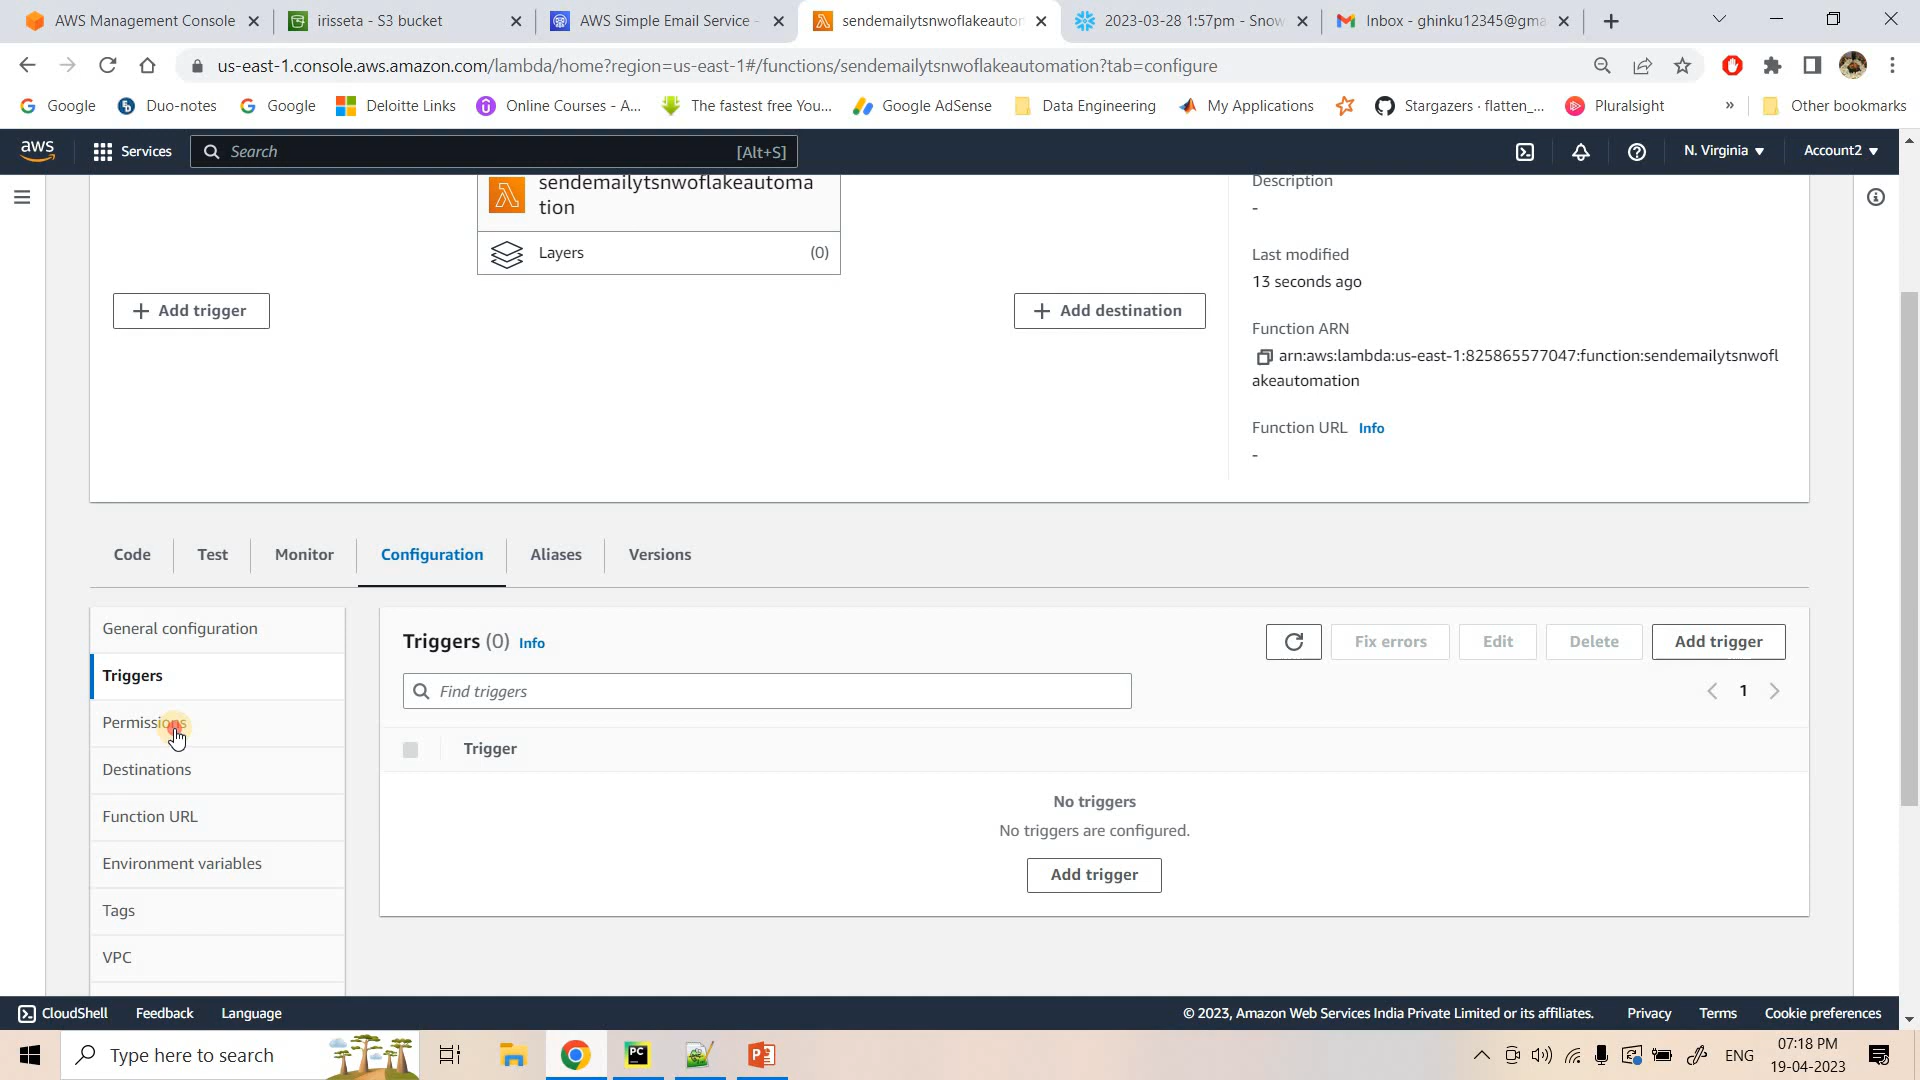 AWS Management Console
irisseta - S3 bucket
AWS Simple Email Service -
sendemailytsnwoflakeautor
2023-03-28 1:57pm - Snow
Inbox - ghinku12345@gma
us-east-1.console.aws.amazon.com/lambda/home?region=us-east-1#/functions/sendemailytsnwoflakeautomation?tab=configure
Google
Duo-notes
Google
Deloitte Links
Online Courses - A...
The fastest free You...
Google AdSense
Data Engineering
My Applications
Stargazers · flatten_...
Pluralsight
»
Other bookmarks
aws
Services
Search
[Alt+S]
N. Virginia
Account2
sendemailytsnwoflakeautoma
tion
Layers
(0)
+ Add trigger
+ Add destination
Description
-
Last modified
13 seconds ago
Function ARN
arn:aws:lambda:us-east-1:825865577047:function:sendemailytsnwofl
akeautomation
Function URL Info
-
Code
Test
Monitor
Configuration
Aliases
Versions
General configuration
Triggers
Permissions
Destinations
Function URL
Environment variables
Tags
VPC
Triggers (0) Info
Fix errors
Edit
Delete
Add trigger
Find triggers
1
Trigger
No triggers
No triggers are configured.
Add trigger
CloudShell
Feedback
Language
© 2023, Amazon Web Services India Private Limited or its affiliates.
Privacy
Terms
Cookie preferences
Type here to search
PC
ENG
07:18 PM
19-04-2023